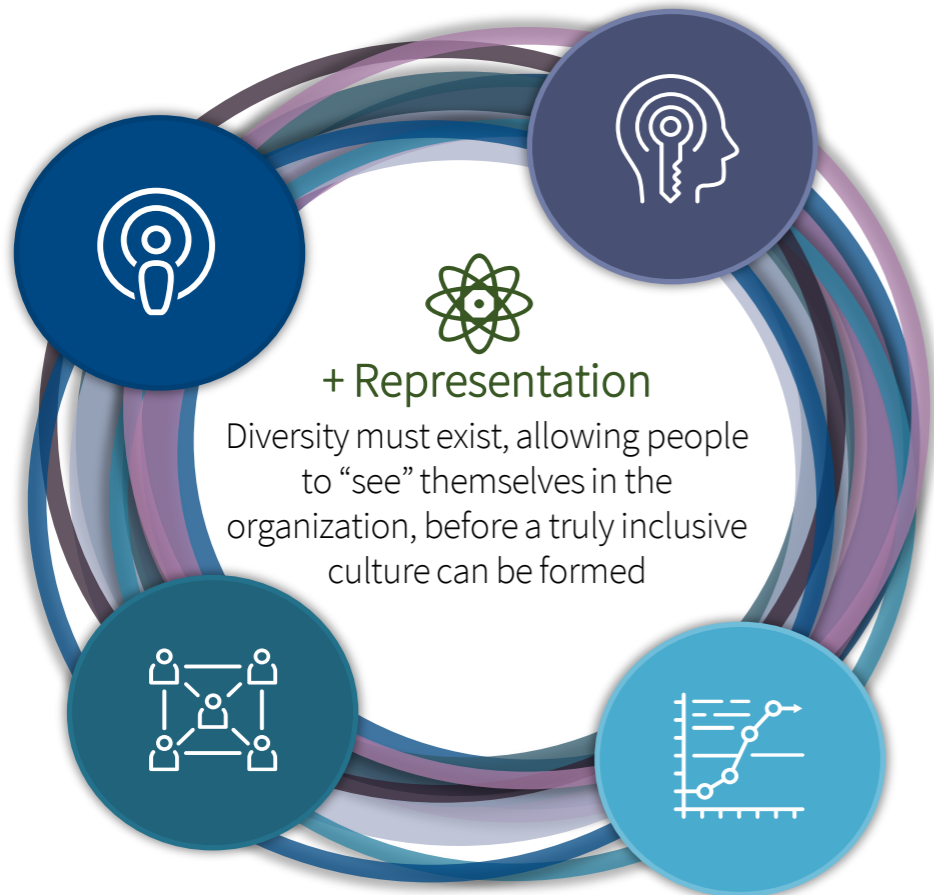 + Representation
Diversity must exist, allowing people
to “see” themselves in the
organization, before a truly inclusive
culture can be formed